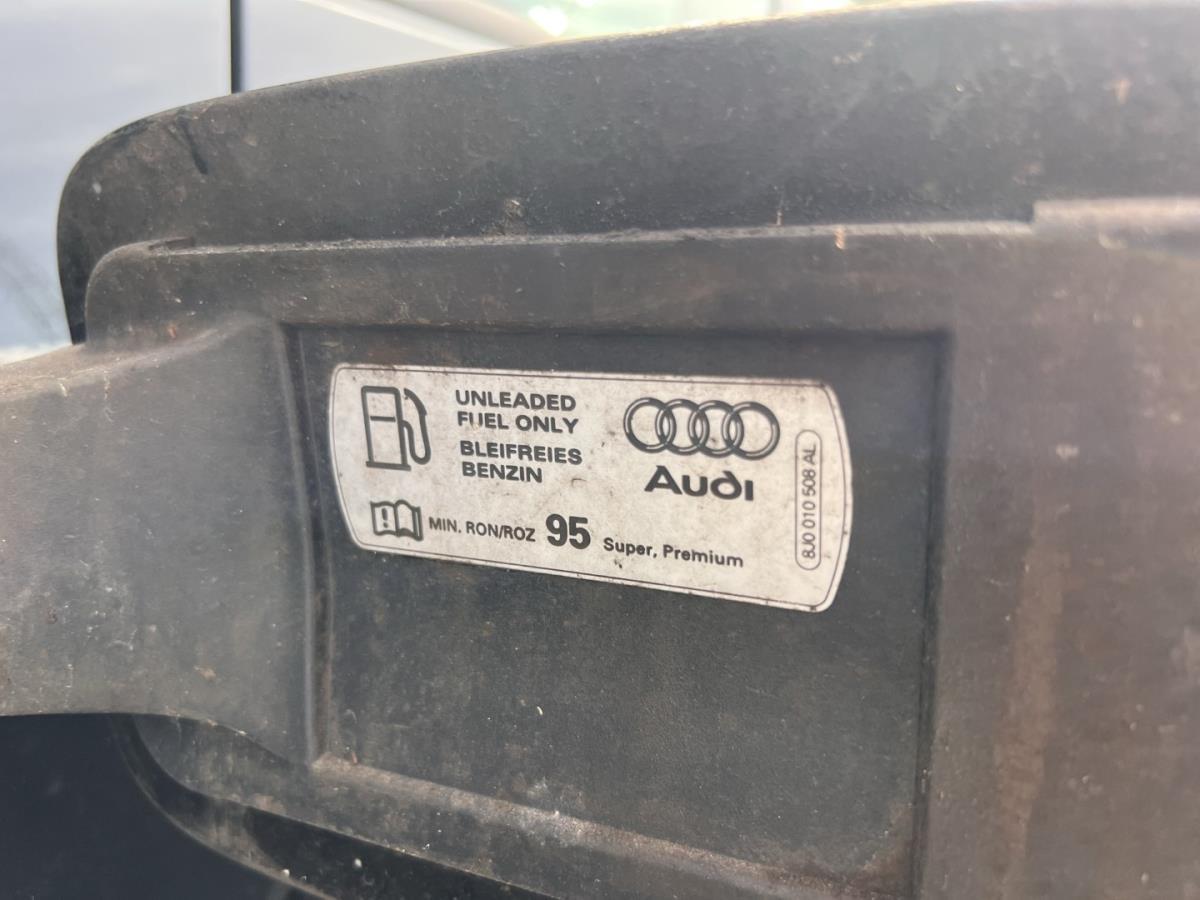 UNLEADED
FUEL ONLY
BLEIFREIES
BENZIN
Audi
MIN. RON/ROZ 95 Super, Premium
8J0 010 508 AL